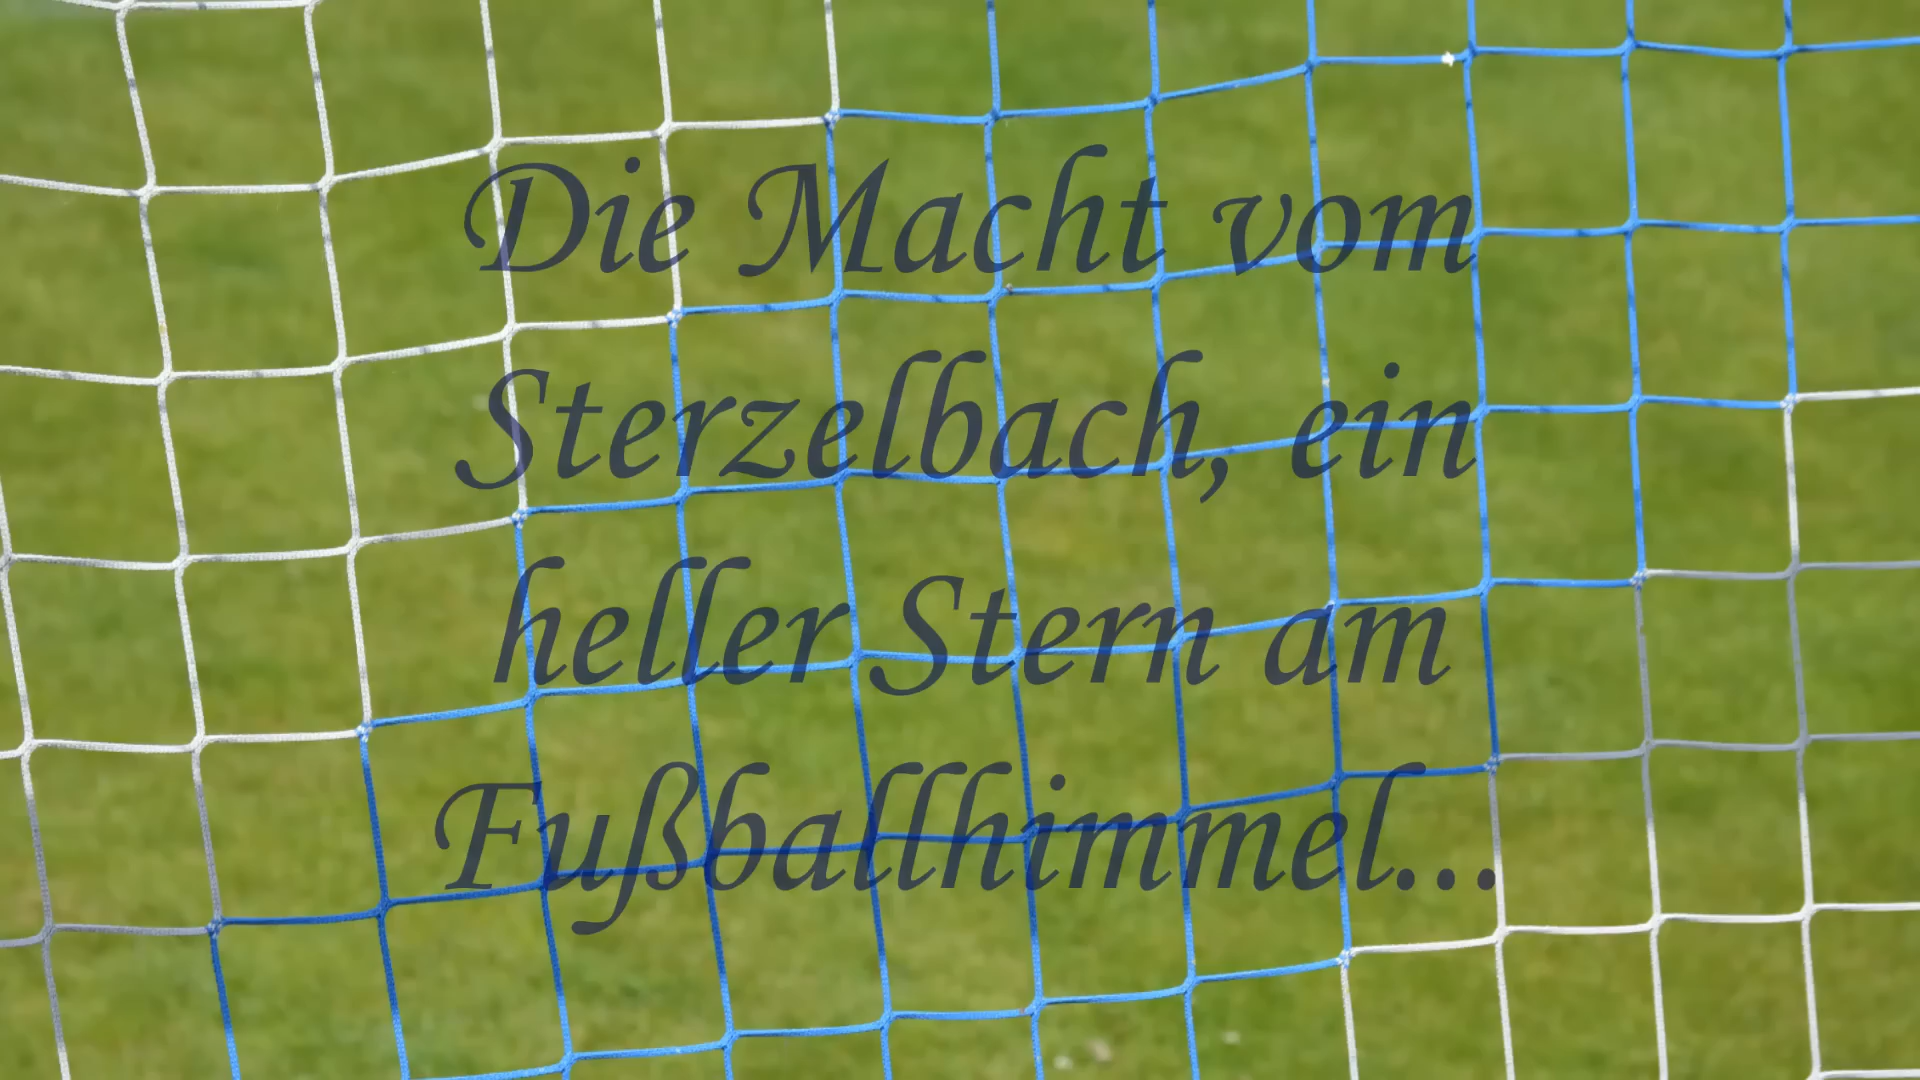 Die Macht vom
Sterzelbach, ein
heller Stern am
Fußballhimmel...